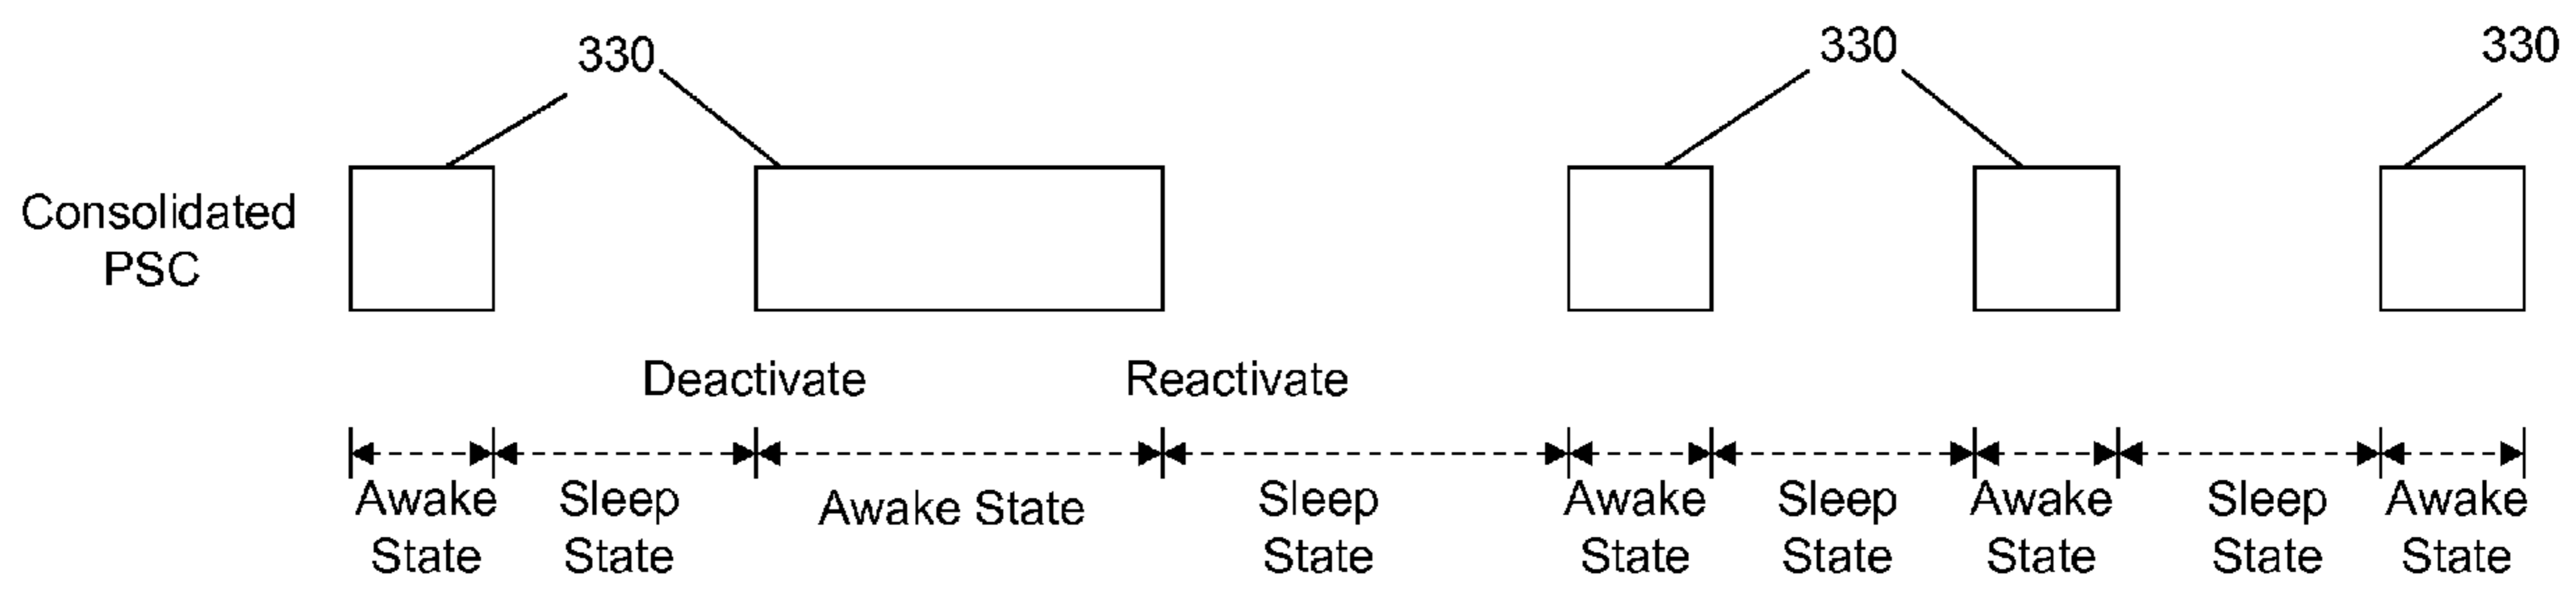 330
330
330
Consolidated
PSC
Deactivate
Reactivate
Awake
State
Sleep
State
Awake State
Sleep
State
Awake
State
Sleep
State
Awake
State
Sleep
State
Awake
State